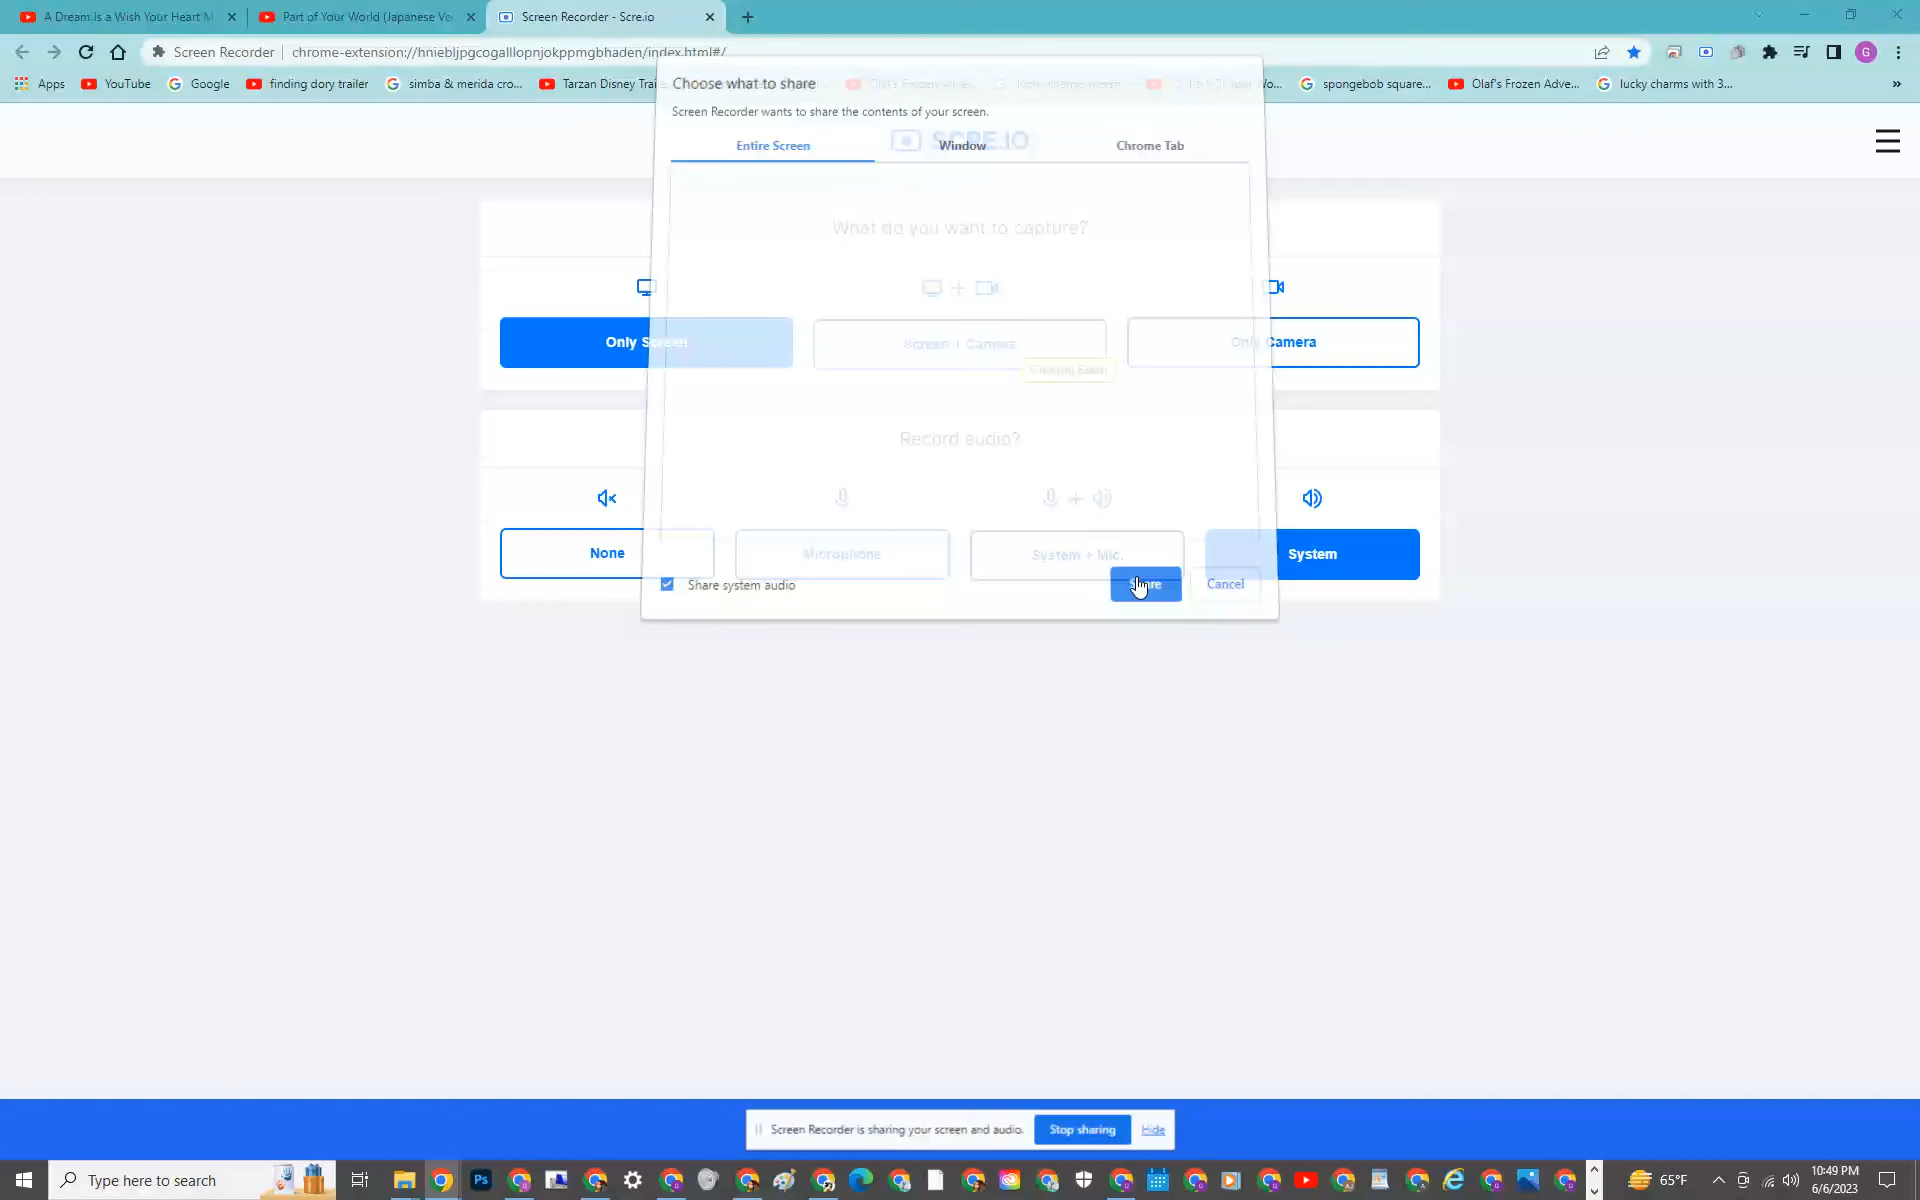 A Dream Is a Wish Your Heart M
Part of Your World (Japanese Ve
Screen Recorder - Scre.io
Screen Recorder
chrome-extension://hniebljpgcogalllopnjokppmgbhaden/index.html#/
G
Apps
YouTube
Google
finding dory trailer
simba & merida cro...
Tarzan Disney Trai
spongebob square...
Olaf's Frozen Adve...
lucky charms with 3...
»
Choose what to share
Screen Recorder wants to share the contents of your screen.
SCRE.IO
Entire Screen
Window
Chrome Tab
What do you want to capture?
Only Screen
Screen + Camera
Only Camera
Record audio?
None
Microphone
System + Mic.
System
Share system audio
Share
Cancel
Screen Recorder is sharing your screen and audio.
Stop sharing
Hide
Type here to search
Ps
65°F
10:49 PM
6/6/2023